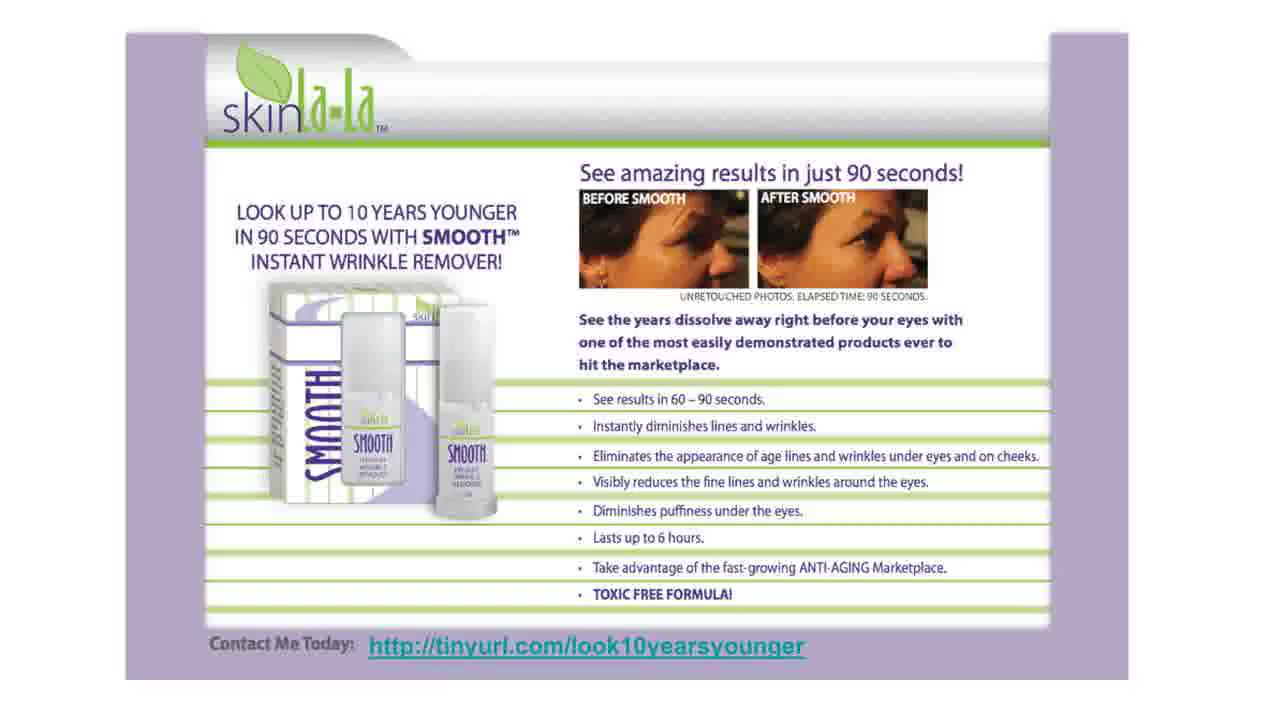 skin la-la™
LOOK UP TO 10 YEARS YOUNGER
IN 90 SECONDS WITH SMOOTH™
INSTANT WRINKLE REMOVER!
SMOOTH
SMOOTH
INSTANT
WRINKLE
REMOVER
SMOOTH
INSTANT
WRINKLE
REMOVER
See amazing results in just 90 seconds!
BEFORE SMOOTH
AFTER SMOOTH
UNRETOUCHED PHOTOS; ELAPSED TIME: 90 SECONDS.
See the years dissolve away right before your eyes with
one of the most easily demonstrated products ever to
hit the marketplace.
• See results in 60 – 90 seconds.
• Instantly diminishes lines and wrinkles.
• Eliminates the appearance of age lines and wrinkles under eyes and on cheeks.
• Visibly reduces the fine lines and wrinkles around the eyes.
• Diminishes puffiness under the eyes.
• Lasts up to 6 hours.
• Take advantage of the fast-growing ANTI-AGING Marketplace.
• TOXIC FREE FORMULA!
Contact Me Today: http://tinyurl.com/look10yearsyounger